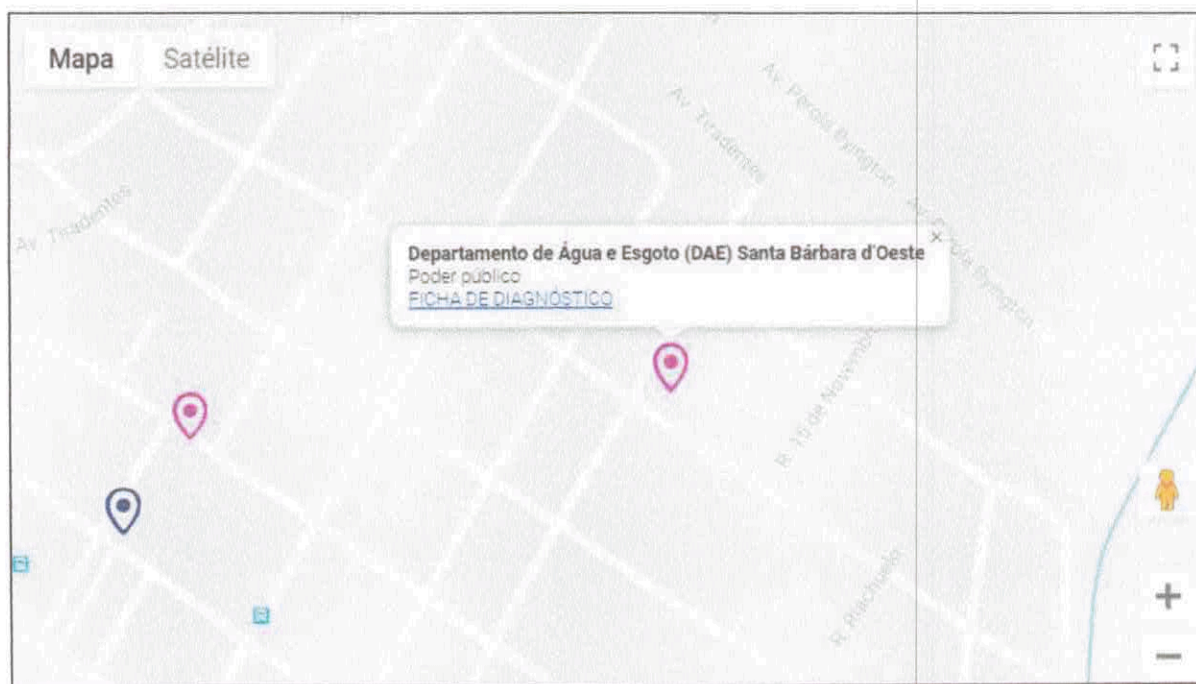 Mapa Satélite
Av. Tiradentes
Av. Pérola Byington
Av. Tiradentes
Av. Pérola Byington
Departamento de Água e Esgoto (DAE) Santa Bárbara d'Oeste
Poder público
FICHA DE DIAGNÓSTICO
R. 15 de Novembro
R. Riachuelo